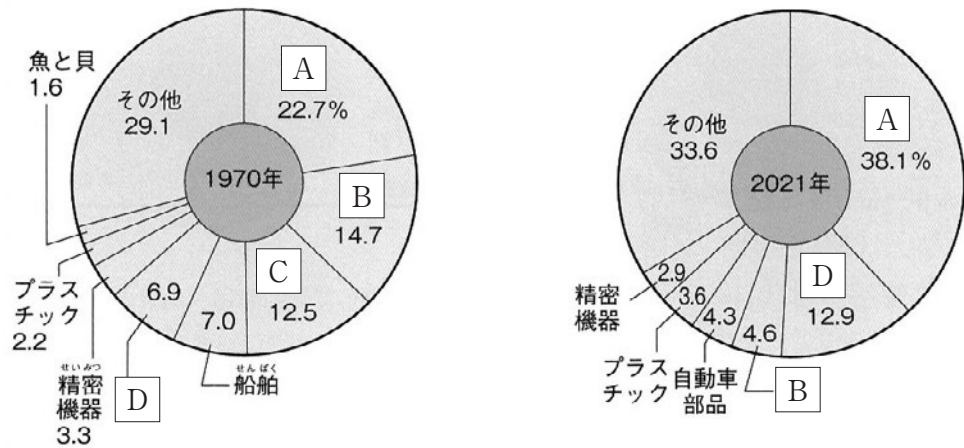 魚と貝
1.6
その他
29.1
A
22.7%
1970年
B
14.7
C
12.5
7.0
船舶
せんぱく
6.9
D
プラス
チック
2.2
せいみつ
精密
機器
3.3
その他
33.6
A
38.1%
2021年
D
12.9
4.6
B
4.3
自動車
部品
3.6
プラス
チック
2.9
精密
機器